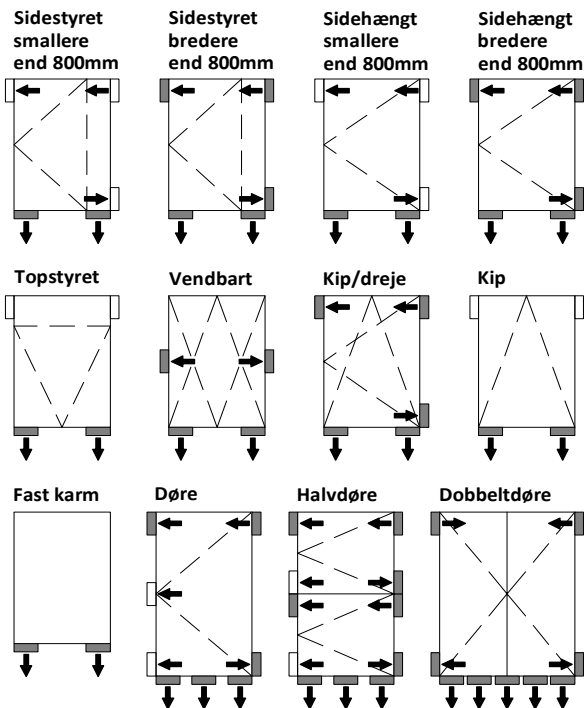 Sidestyret
smallere
end 800mm
Sidestyret
bredere
end 800mm
Sidehængt
smallere
end 800mm
Sidehængt
bredere
end 800mm
Topstyret
Vendbart
Kip/dreje
Kip
Fast karm
Døre
Halvdøre
Dobbeltdøre